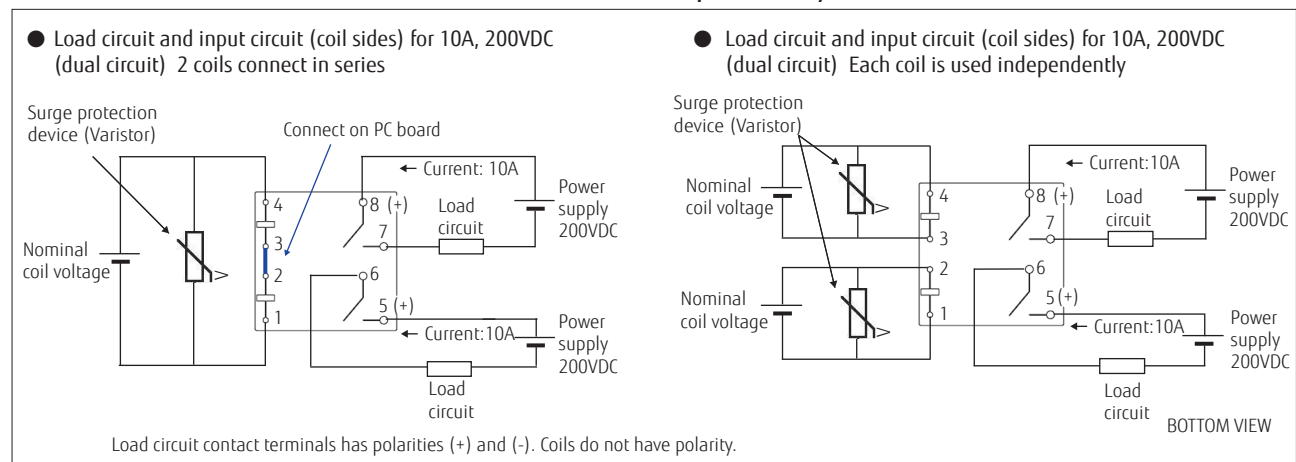 ● Load circuit and input circuit (coil sides) for 10A, 200VDC
(dual circuit)  2 coils connect in series
Surge protection
device (Varistor)
Connect on PC board
← Current: 10A
Power
supply
200VDC
4
8 (+)
Load
circuit
7
3
Nominal
coil voltage
2
6
5 (+)
1
← Current:10A
Power
supply
200VDC
Load
circuit
● Load circuit and input circuit (coil sides) for 10A, 200VDC
(dual circuit)  Each coil is used independently
Surge protection
device (Varistor)
← Current:10A
Nominal
coil voltage
4
8 (+)
Load
circuit
Power
supply
200VDC
7
3
2
6
Nominal
coil voltage
5 (+)
1
← Current:10A
Power
supply
200VDC
Load
circuit
BOTTOM VIEW
Load circuit contact terminals has polarities (+) and (-). Coils do not have polarity.